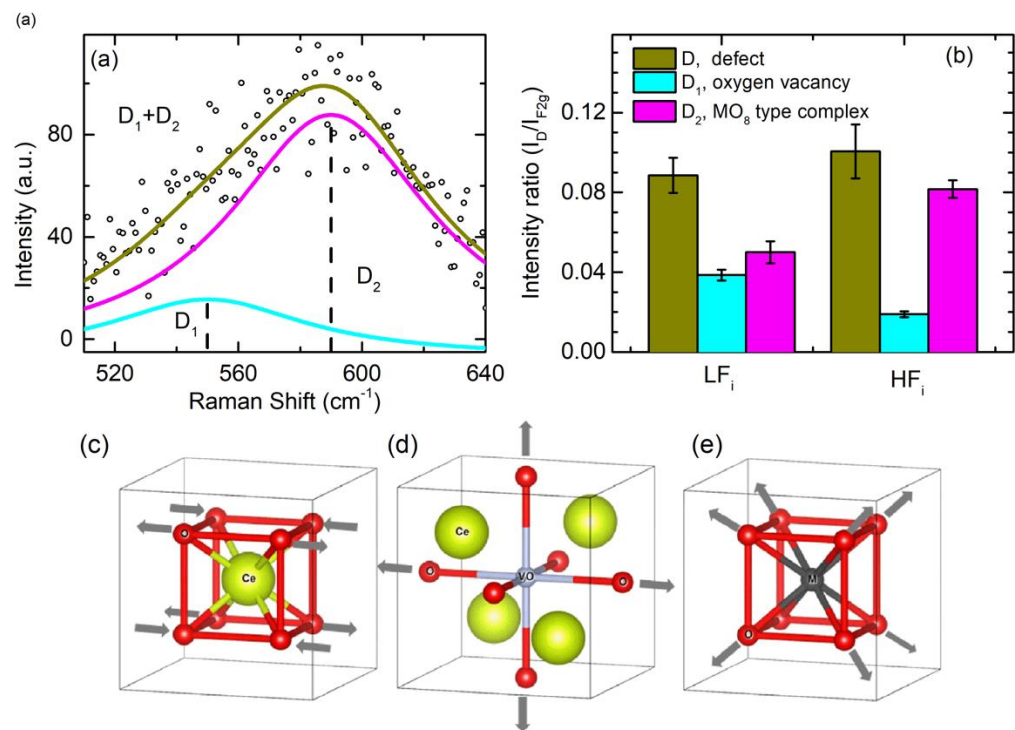 (a)
(a)
D1+D2
D1
D2
80
40
0
Intensity (a.u.)
520 560 600 640
Raman Shift (cm-1)
(b)
D, defect
D1, oxygen vacancy
D2, MO8 type complex
0.12
0.08
0.04
0.00
Intensity ratio (ID/IF2g)
LFi HFi
(c)
O
Ce
(d)
Ce
O VO O
(e)
M
O